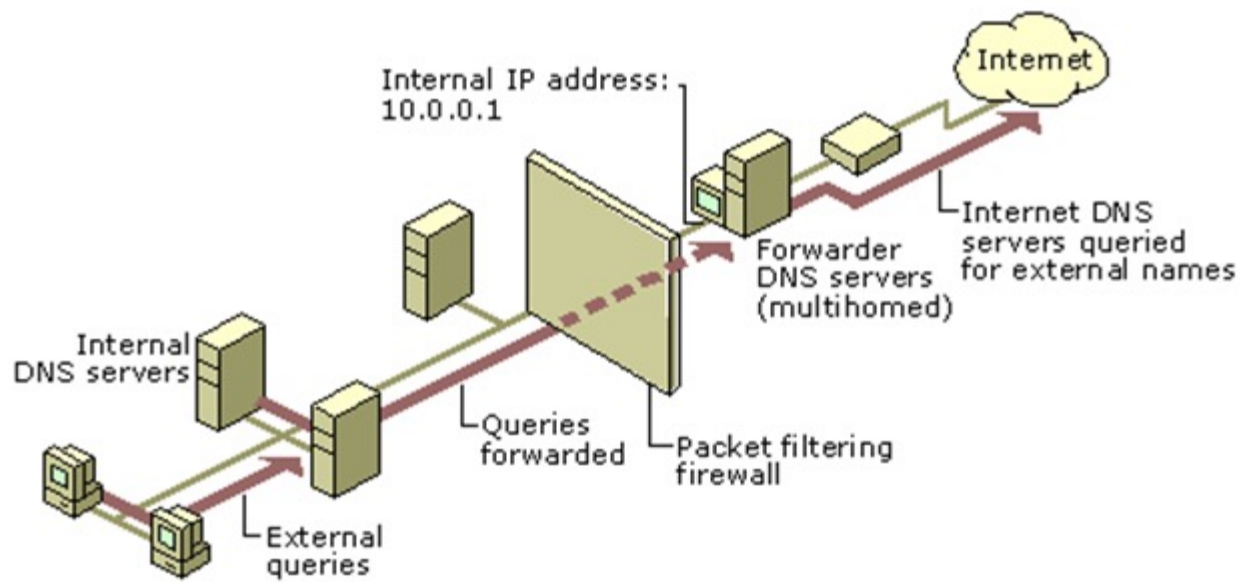 Internet
Internal IP address:
10.0.0.1
Internet DNS
servers queried
for external names
Forwarder
DNS servers
(multihomed)
Internal
DNS servers
Queries
forwarded
Packet filtering
firewall
External
queries